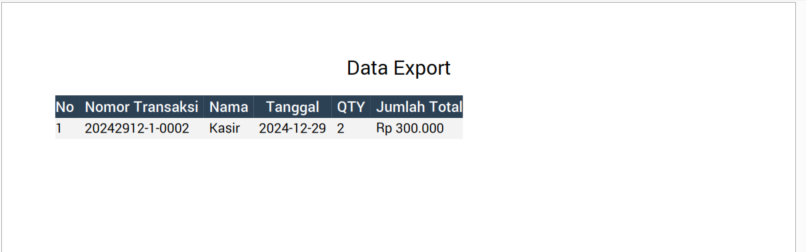 Data Export
No Nomor Transaksi Nama Tanggal QTY Jumlah Total
1 20242912-1-0002 Kasir 2024-12-29 2 Rp 300.000